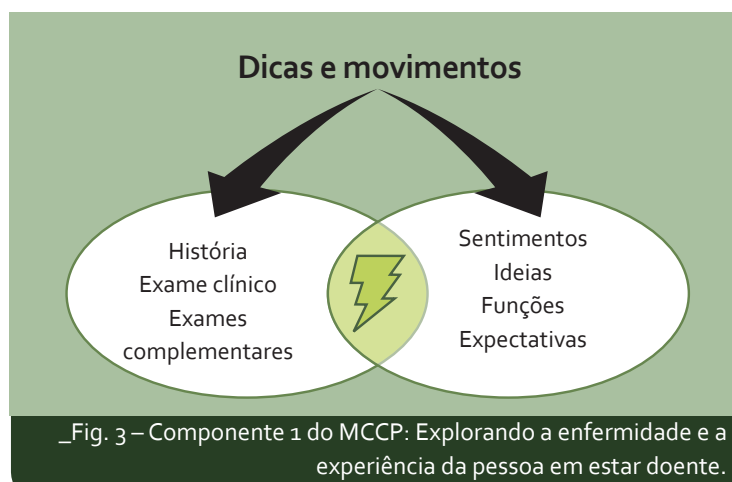 Dicas e movimentos
História
Exame clínico
Exames
complementares
Sentimentos
Ideias
Funções
Expectativas
_Fig. 3 – Componente 1 do MCCP: Explorando a enfermidade e a
experiência da pessoa em estar doente.